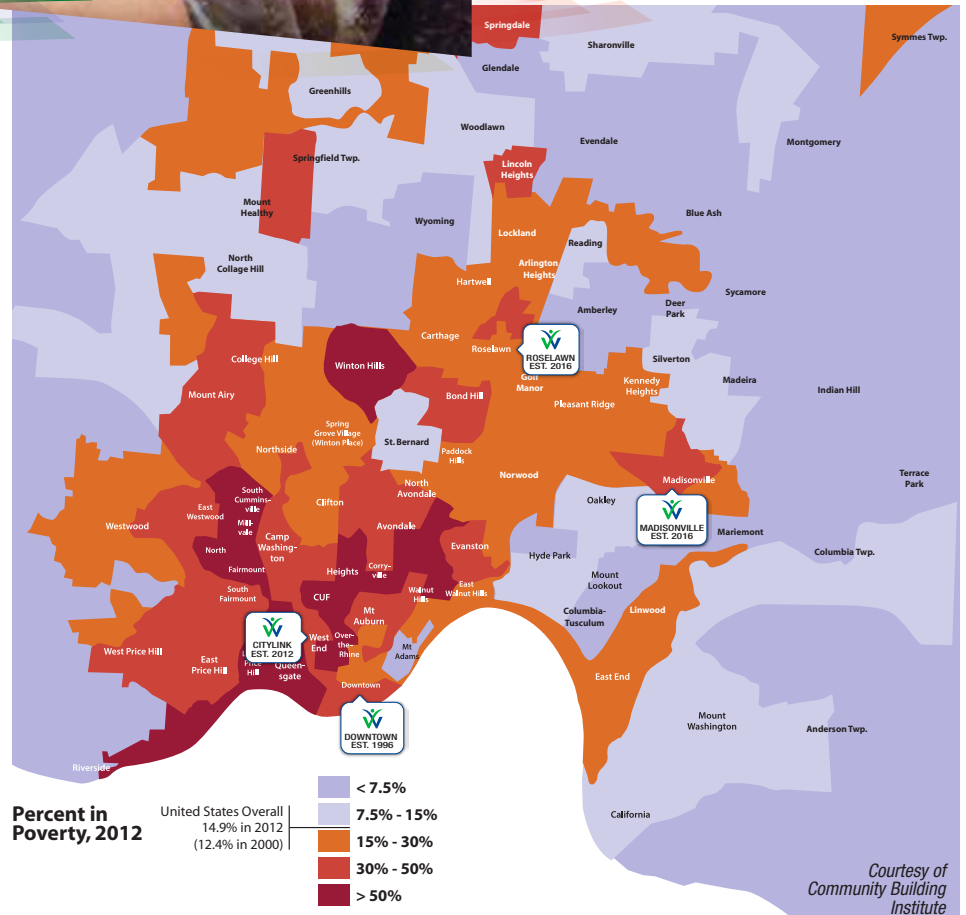 Springdale
Sharonville
Symmes Twp.
Glendale
Greenhills
Woodlawn
Evendale
Montgomery
Springfield Twp.
Lincoln
Heights
Mount
Healthy
Wyoming
Blue Ash
Lockland
Reading
North
Collage Hill
Arlington
Heights
Hartwell
Sycamore
Amberley
Deer
Park
Carthage
Roselawn
ROSELAWN
EST. 2016
College Hill
Winton Hills
Silverton
Golf
Manor
Kennedy
Heights
Madeira
Indian Hill
Mount Airy
Bond Hill
Pleasant Ridge
Spring
Grove Village
(Winton Place)
St. Bernard
Northside
Paddock
Hills
Norwood
Madisonville
Terrace
Park
South
Cummins-
ville
North
Avondale
Clifton
Oakley
East
Westwood
MADISONVILLE
EST. 2016
Westwood
Mill-
vale
Camp
Washing-
ton
Avondale
Mariemont
North
Evanston
Hyde Park
Columbia Twp.
Fairmount
Heights
Corry-
ville
Mount
Lookout
South
Fairmount
CUF
Walnut
Hills
East
Walnut Hills
Mt
Auburn
Columbia-
Tusculum
Linwood
CITYLINK
EST. 2012
West
End
Over-
the-
Rhine
Mt
Adams
West Price Hill
East
Price Hill
Price
Hill
Queen-
sgate
East End
Downtown
DOWNTOWN
EST. 1996
Mount
Washington
Anderson Twp.
Riverside
California
Percent in
Poverty, 2012
United States Overall
14.9% in 2012
(12.4% in 2000)
< 7.5%
7.5% - 15%
15% - 30%
30% - 50%
> 50%
Courtesy of
Community Building
Institute